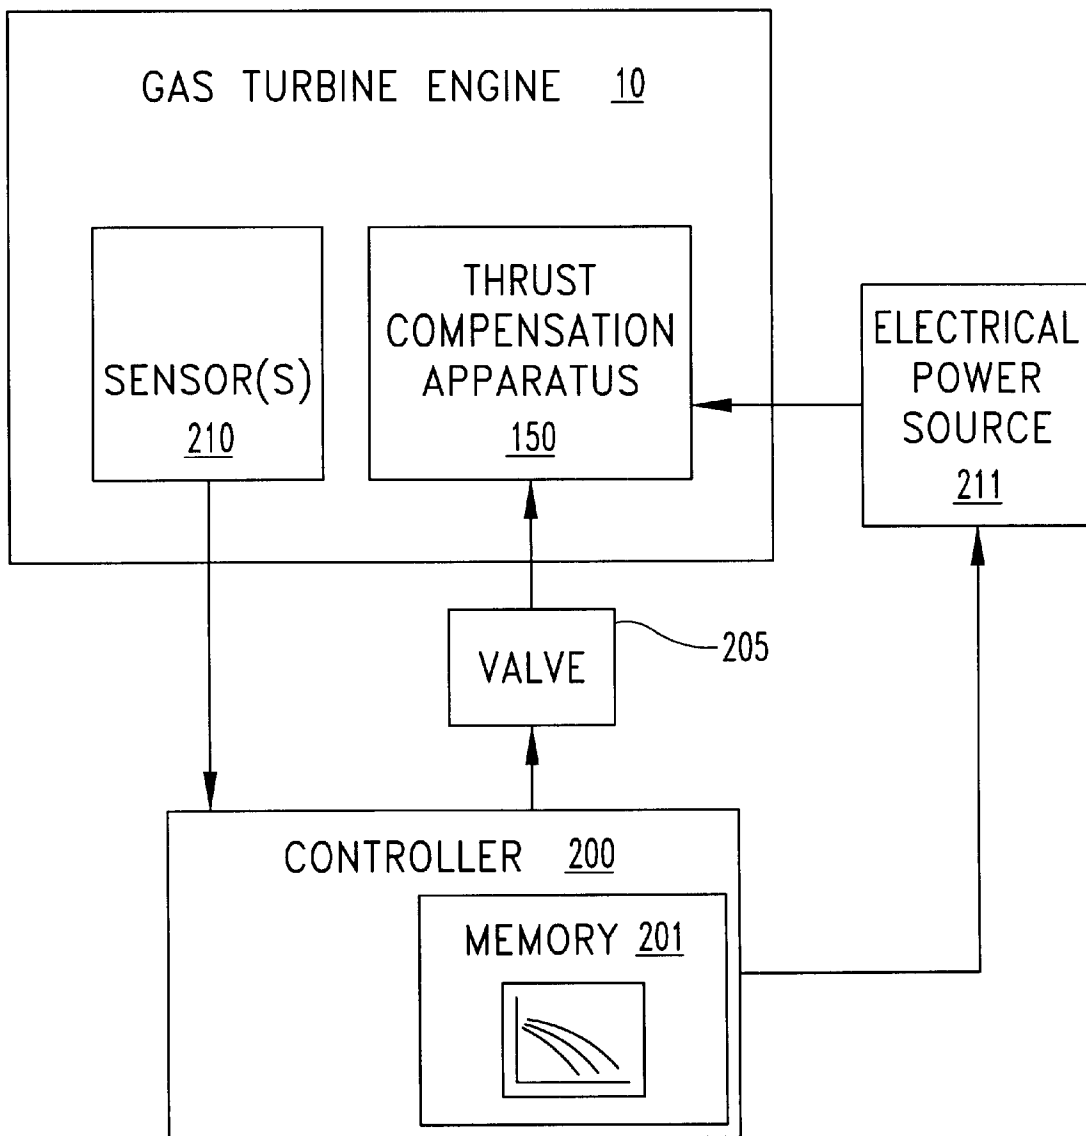 GAS TURBINE ENGINE 10
SENSOR(S)
210
THRUST
COMPENSATION
APPARATUS
150
ELECTRICAL
POWER
SOURCE
211
VALVE
205
CONTROLLER 200
MEMORY 201